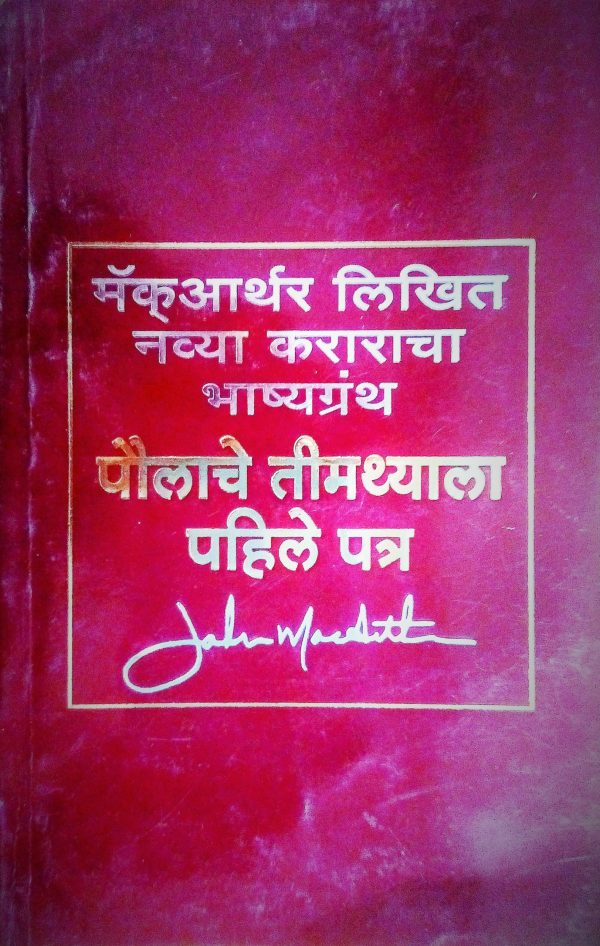 मॅक्आर्थर लिखित
नव्या कराराचा
भाष्यग्रंथ
पौलाचे तीमथ्याला
पहिले पत्र
John MacArthur